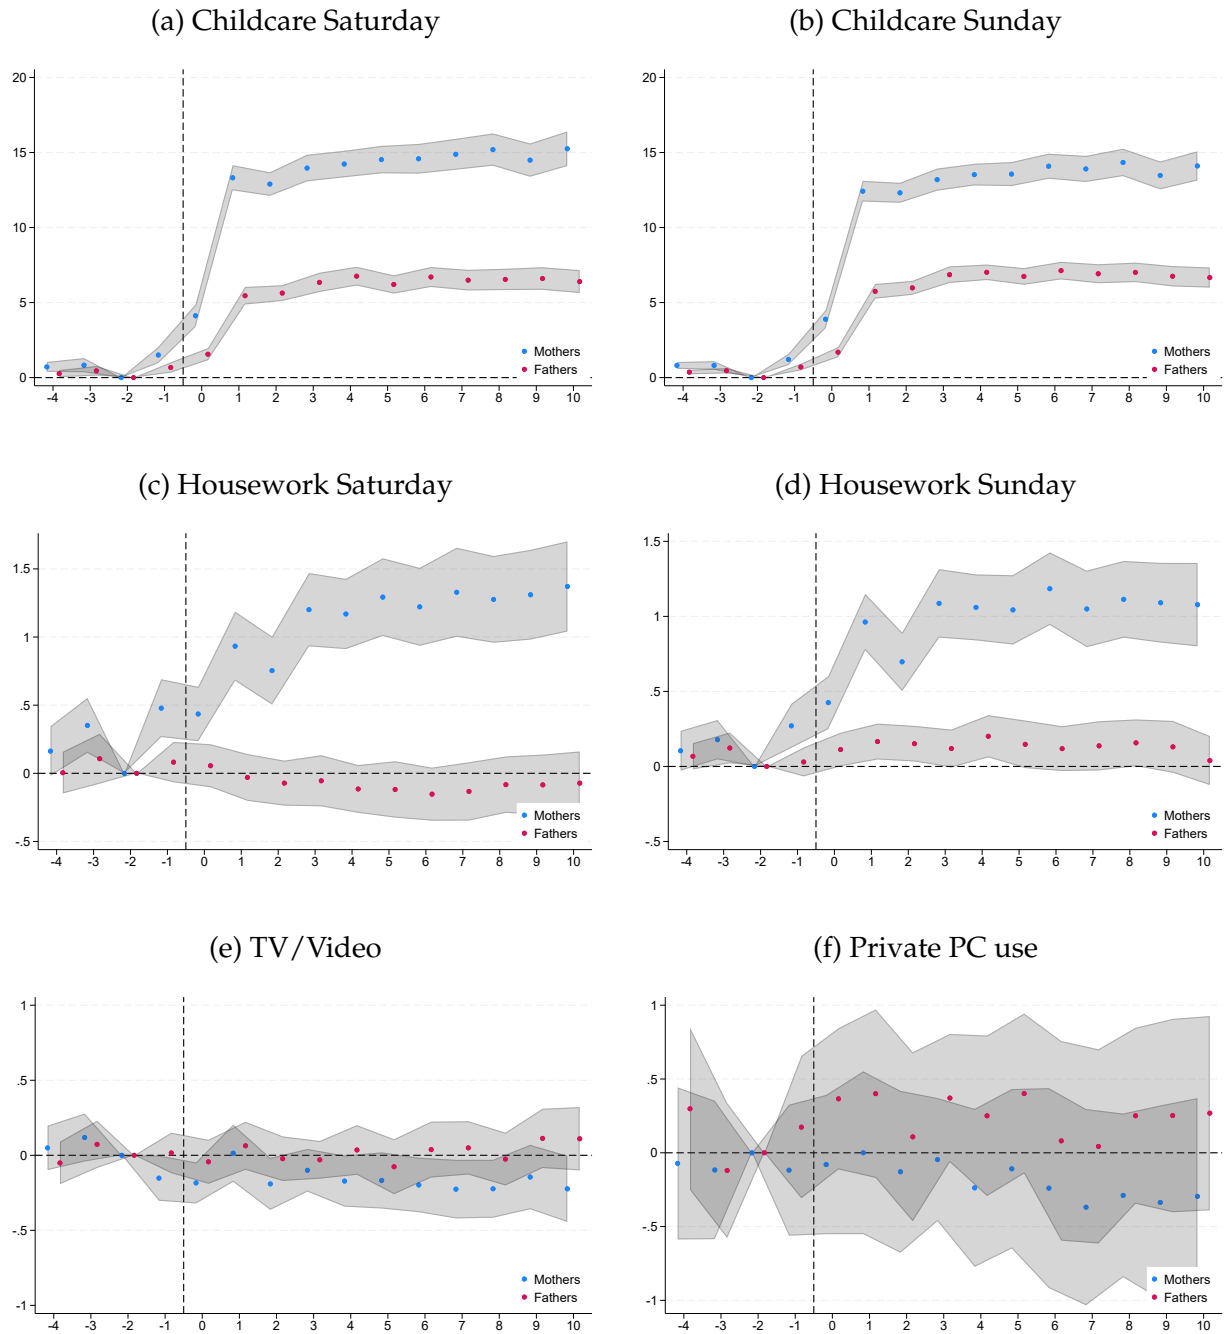 (a) Childcare Saturday
20
15
10
5
0
-4 -3 -2 -1 0 1 2 3 4 5 6 7 8 9 10
Mothers
Fathers
(b) Childcare Sunday
20
15
10
5
0
-4 -3 -2 -1 0 1 2 3 4 5 6 7 8 9 10
Mothers
Fathers
(c) Housework Saturday
1.5
1
.5
0
-.5
-4 -3 -2 -1 0 1 2 3 4 5 6 7 8 9 10
Mothers
Fathers
(d) Housework Sunday
1.5
1
.5
0
-.5
-4 -3 -2 -1 0 1 2 3 4 5 6 7 8 9 10
Mothers
Fathers
(e) TV/Video
1
.5
0
-.5
-1
-4 -3 -2 -1 0 1 2 3 4 5 6 7 8 9 10
Mothers
Fathers
(f) Private PC use
1
.5
0
-.5
-1
-4 -3 -2 -1 0 1 2 3 4 5 6 7 8 9 10
Mothers
Fathers